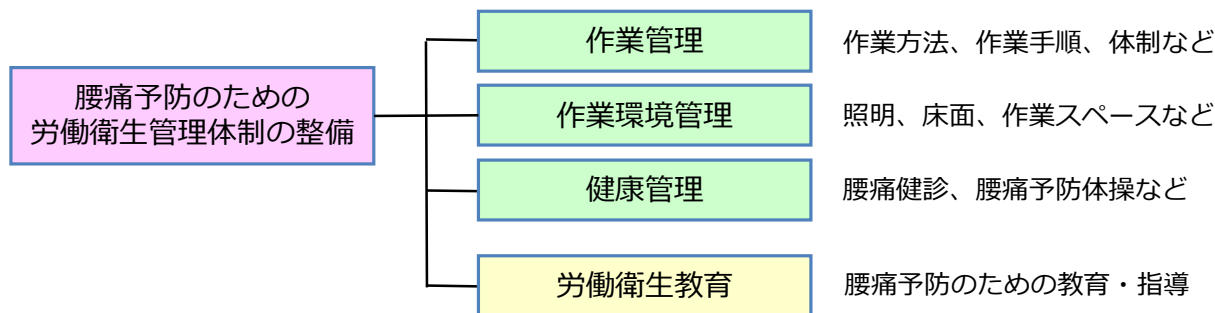 作業管理
作業方法、作業手順、体制など
腰痛予防のための
労働衛生管理体制の整備
作業環境管理
照明、床面、作業スペースなど
健康管理
腰痛健診、腰痛予防体操など
労働衛生教育
腰痛予防のための教育・指導